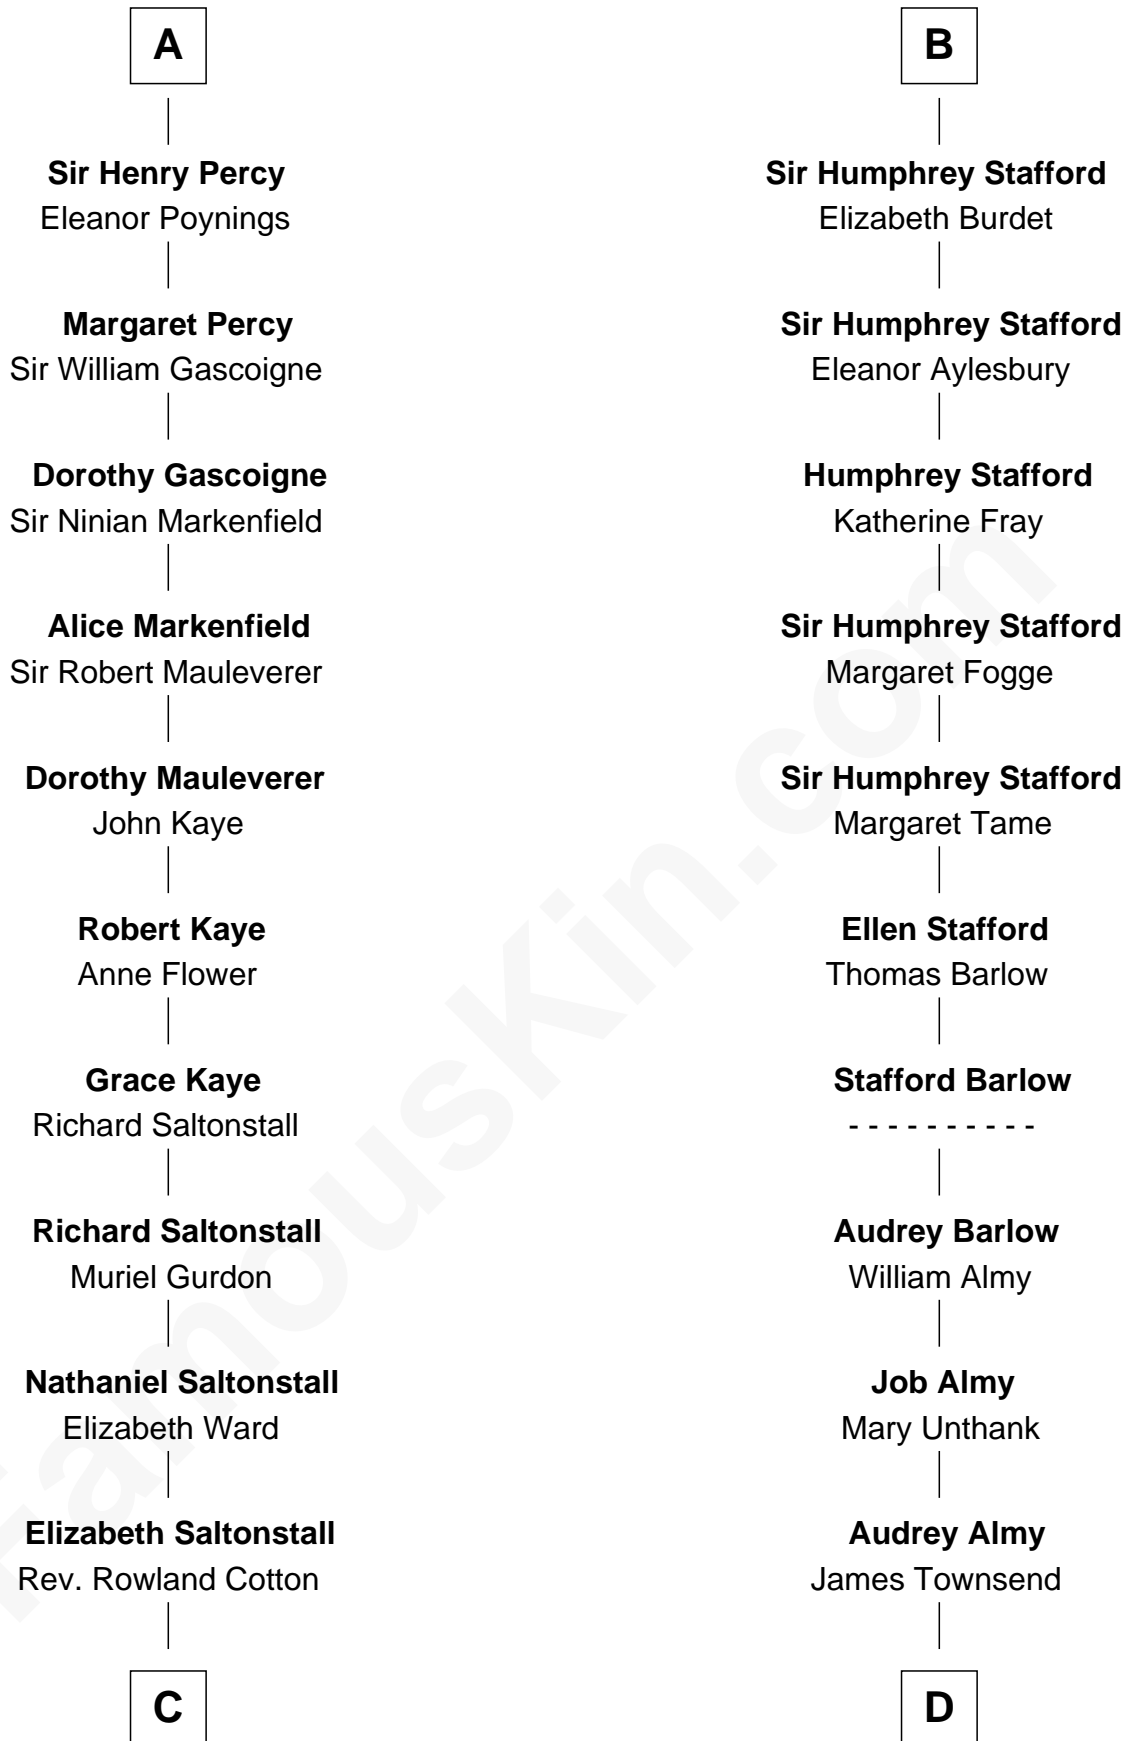 A
Sir Henry Percy
Eleanor Poynings
Margaret Percy
Sir William Gascoigne
Dorothy Gascoigne
Sir Ninian Markenfield
Alice Markenfield
Sir Robert Mauleverer
Dorothy Mauleverer
John Kaye
Robert Kaye
Anne Flower
Grace Kaye
Richard Saltonstall
Richard Saltonstall
Muriel Gurdon
Nathaniel Saltonstall
Elizabeth Ward
Elizabeth Saltonstall
Rev. Rowland Cotton
C
B
Sir Humphrey Stafford
Elizabeth Burdet
Sir Humphrey Stafford
Eleanor Aylesbury
Humphrey Stafford
Katherine Fray
Sir Humphrey Stafford
Margaret Fogge
Sir Humphrey Stafford
Margaret Tame
Ellen Stafford
Thomas Barlow
Stafford Barlow
- - - - - - - - - -
Audrey Barlow
William Almy
Job Almy
Mary Unthank
Audrey Almy
James Townsend
D
FamousKin.com